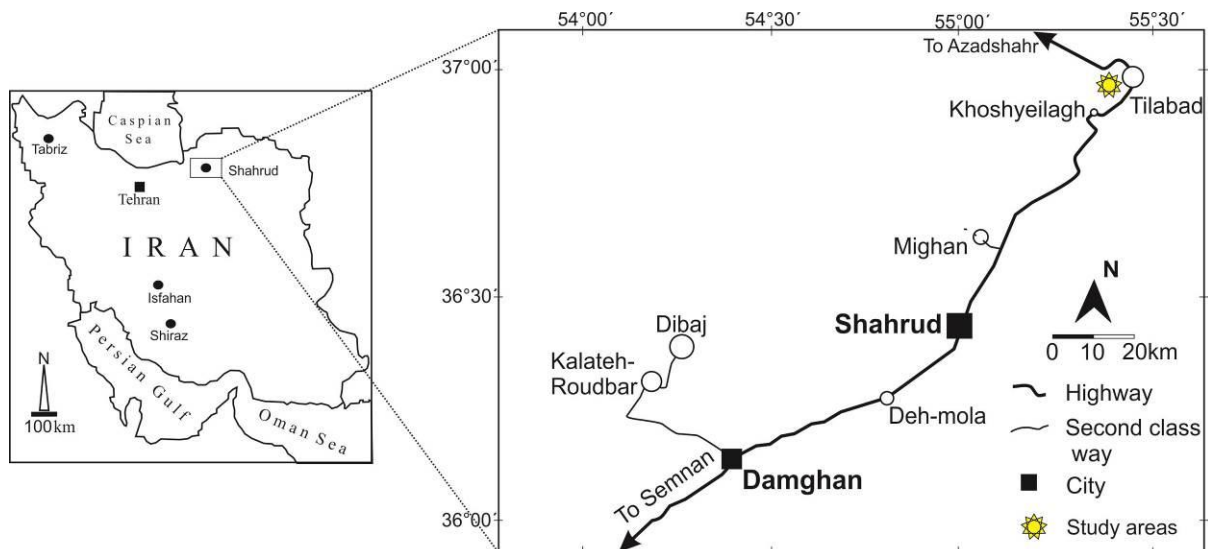 Caspian
Sea
Tabriz
Shahrud
Tehran
IRAN
Isfahan
Shiraz
Persian Gulf
Oman Sea
N
100km
54°00´
54°30´
55°00´
55°30´
37°00´
36°30´
36°00´
To Azadshahr
Tilabad
Khoshyeilagh
Mighan
Shahrud
Dibaj
Kalateh-
Roudbar
Deh-mola
Damghan
To Semnan
N
0 10 20km
Highway
Second class
way
City
Study areas